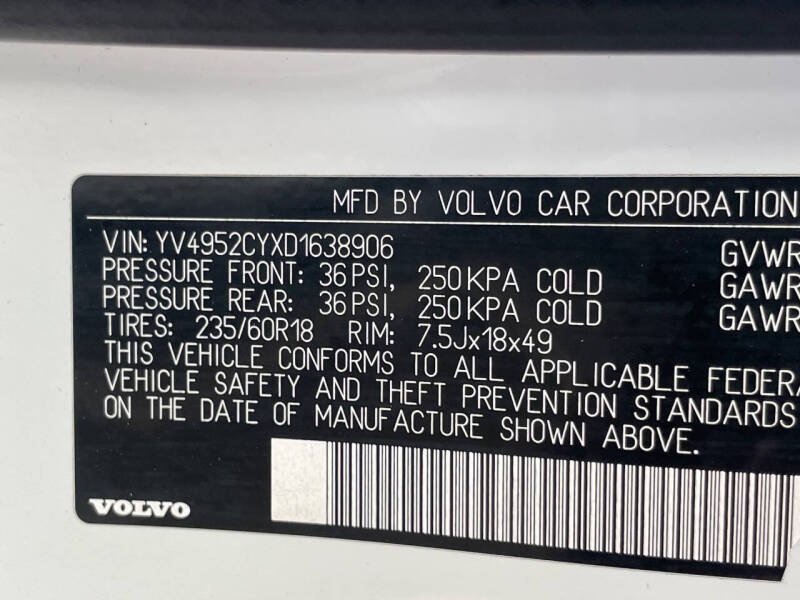 MFD BY VOLVO CAR CORPORATION
VIN: YV4952CYXD1638906 GVWR
PRESSURE FRONT: 36PSI, 250KPA COLD GAWR
PRESSURE REAR: 36PSI, 250KPA COLD GAWR
TIRES: 235/60R18 RIM: 7.5Jx18x49
THIS VEHICLE CONFORMS TO ALL APPLICABLE FEDERA
VEHICLE SAFETY AND THEFT PREVENTION STANDARDS
ON THE DATE OF MANUFACTURE SHOWN ABOVE.
VOLVO